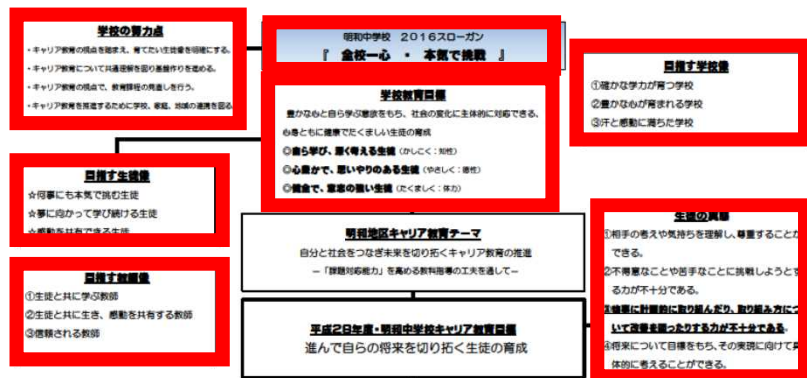 学校の努力点
・キャリア教育の視点を踏まえ、育てたい生徒像を明確にする。
・キャリア教育について共通理解を図り基盤作りを進める。
・キャリア教育の視点で、教育課程の見直しを行う。
・キャリア教育を推進するために学校、家庭、地域の連携を図る
明和中学校 2016スローガン
『 全校一心 ・ 本気で挑戦 』
学校教育目標
豊かな心と自ら学ぶ意欲をもち、社会の変化に主体的に対応できる、
心身ともに健康でたくましい生徒の育成
◎自ら学び、深く考える生徒（かしこく：知性）
◎心豊かで、思いやりのある生徒（やさしく：徳性）
◎健全で、意志の強い生徒（たくましく：体力）
目指す学校像
①確かな学力が育つ学校
②豊かな心が育まれる学校
③汗と感動に満ちた学校
目指す生徒像
☆何事にも本気で挑む生徒
☆夢に向かって学び続ける生徒
☆感動を共有できる生徒
明和地区キャリア教育テーマ
自分と社会をつなぎ未来を切り拓くキャリア教育の推進
－「課題対応能力」を高める教科指導の工夫を通して－
生徒の実態
①相手の考えや気持ちを理解し、尊重することが
できる。
②不得意なことや苦手なことに挑戦しようとす
る力が不十分である。
③物事に計画的に取り組んだり、取り組み方につ
いて改善を図ったりする力が不十分である。
④将来について目標をもち、その実現に向けて具
体的に考えることができる。
目指す教師像
①生徒と共に学ぶ教師
②生徒と共に生き、感動を共有する教師
③信頼される教師
平成28年度・明和中学校キャリア教育目標
進んで自らの将来を切り拓く生徒の育成